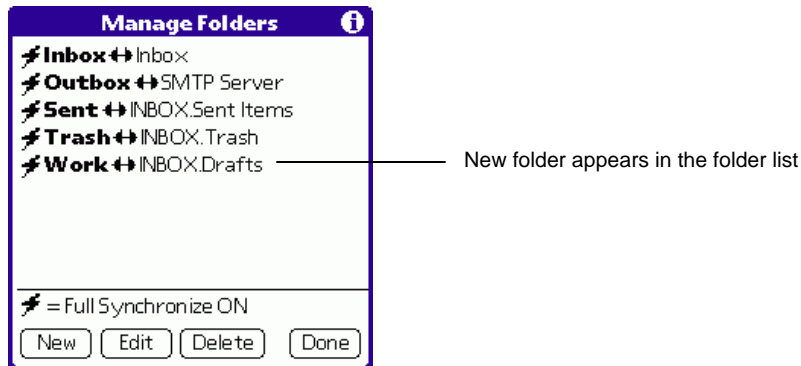 Manage Folders i
Inbox ↔ Inbox
Outbox ↔ SMTP Server
Sent ↔ INBOX.Sent Items
Trash ↔ INBOX.Trash
Work ↔ INBOX.Drafts
New folder appears in the folder list
= Full Synchronize ON
New Edit Delete Done